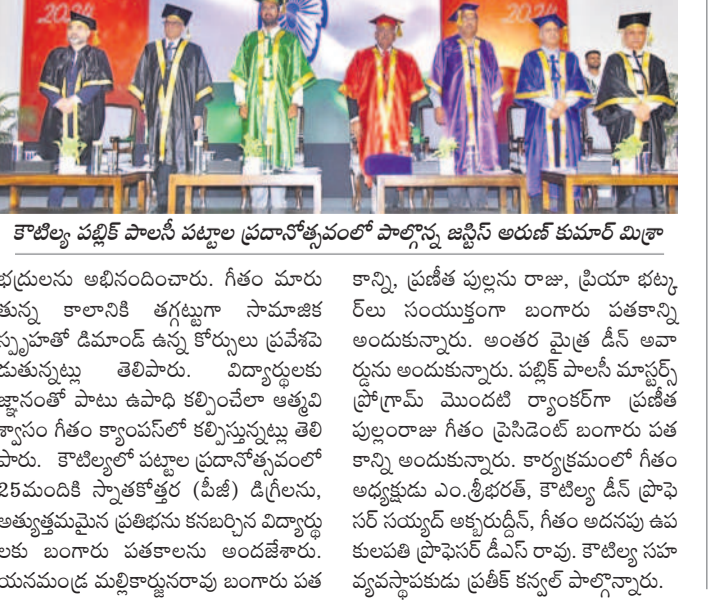 2024
2024
కౌటిల్య పబ్లిక్ పాలసీ పట్టాల ప్రదానోత్సవంలో పాల్గొన్న జస్టిస్ అరుణ్ కుమార్ మిశ్రా
భద్రులను అభినందించారు. గీతం మారు
తున్న కాలానికి తగ్గట్టుగా సామాజిక
స్పృహతో డిమాండ్ ఉన్న కోర్సులు ప్రవేశపె
డుతున్నట్లు తెలిపారు. విద్యార్థులకు
జ్ఞానంతో పాటు ఉపాధి కల్పించేలా ఆత్మవి
శ్వాసం గీతం క్యాంపస్‌లో కల్పిస్తున్నట్లు తెలి
పారు. కౌటిల్యలో పట్టాల ప్రదానోత్సవంలో
25మందికి స్నాతకోత్తర (పీజీ) డిగ్రీలను,
అత్యుత్తమమైన ప్రతిభను కనబర్చిన విద్యార్థు
లకు బంగారు పతకాలను అందజేశారు.
యనమండ్ర మల్లికార్జునరావు బంగారు పత
కాన్ని, ప్రణీత పుల్లను రాజు, ప్రియా భట్క
ర్‌లు సంయుక్తంగా బంగారు పతకాన్ని
అందుకున్నారు. అంతర మైత్ర డీన్ అవా
ర్డును అందుకున్నారు. పబ్లిక్ పాలసీ మాస్టర్స్
ప్రోగ్రామ్ మొదటి ర్యాంకర్‌గా ప్రణీత
పుల్లంరాజు గీతం ప్రెసిడెంట్ బంగారు పత
కాన్ని అందుకున్నారు. కార్యక్రమంలో గీతం
అధ్యక్షుడు ఎం.శ్రీభరత్, కౌటిల్య డీన్ ప్రొఫె
సర్ సయ్యద్ అక్బరుద్దీన్, గీతం అదనపు ఉప
కులపతి ప్రొఫెసర్ డీఎస్ రావు. కౌటిల్య సహ
వ్యవస్థాపకుడు ప్రతీక్ కన్వల్ పాల్గొన్నారు.